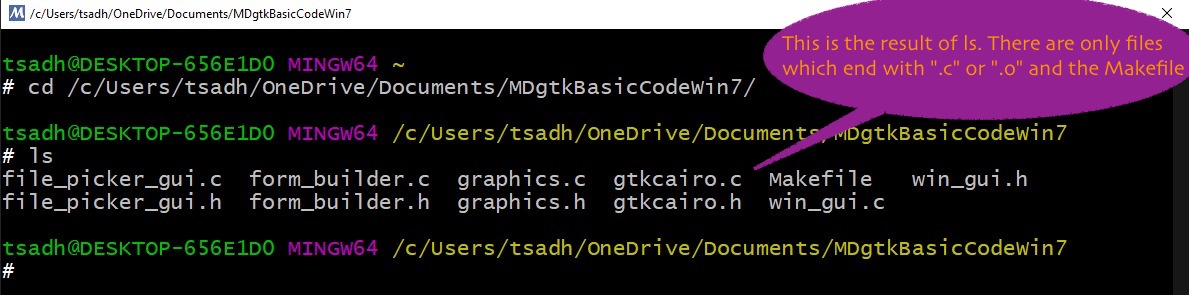 /c/Users/tsadh/OneDrive/Documents/MDgtkBasicCodeWin7
This is the result of ls. There are only files
which end with ".c" or ".o" and the Makefile
tsadh@DESKTOP-656E1D0 MINGW64 ~
# cd /c/Users/tsadh/OneDrive/Documents/MDgtkBasicCodeWin7/
tsadh@DESKTOP-656E1D0 MINGW64 /c/Users/tsadh/OneDrive/Documents/MDgtkBasicCodeWin7
# ls
file_picker_gui.c form_builder.c graphics.c gtkcairo.c Makefile win_gui.h
file_picker_gui.h form_builder.h graphics.h gtkcairo.h win_gui.c
tsadh@DESKTOP-656E1D0 MINGW64 /c/Users/tsadh/OneDrive/Documents/MDgtkBasicCodeWin7
#